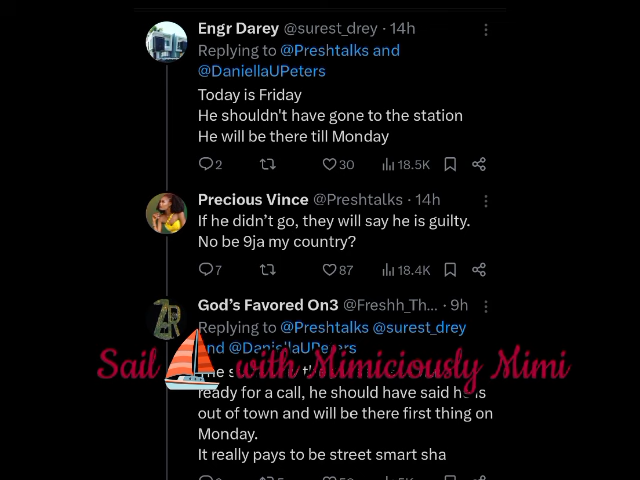 Engr Darey @surest_drey · 14h
Replying to @Preshtalks and
@DaniellaUPeters
Today is Friday
He shouldn't have gone to the station
He will be there till Monday
2 30 18.5K
Precious Vince @Preshtalks · 14h
If he didn't go, they will say he is guilty.
No be 9ja my country?
7 87 18.4K
God's Favored On3 @Freshh_Th... · 9h
Replying to @Preshtalks @surest_drey
and @DaniellaUPeters
Sail with Mimiciously Mimi
ready for a call, he should have said he is
out of town and will be there first thing on
Monday.
It really pays to be street smart sha